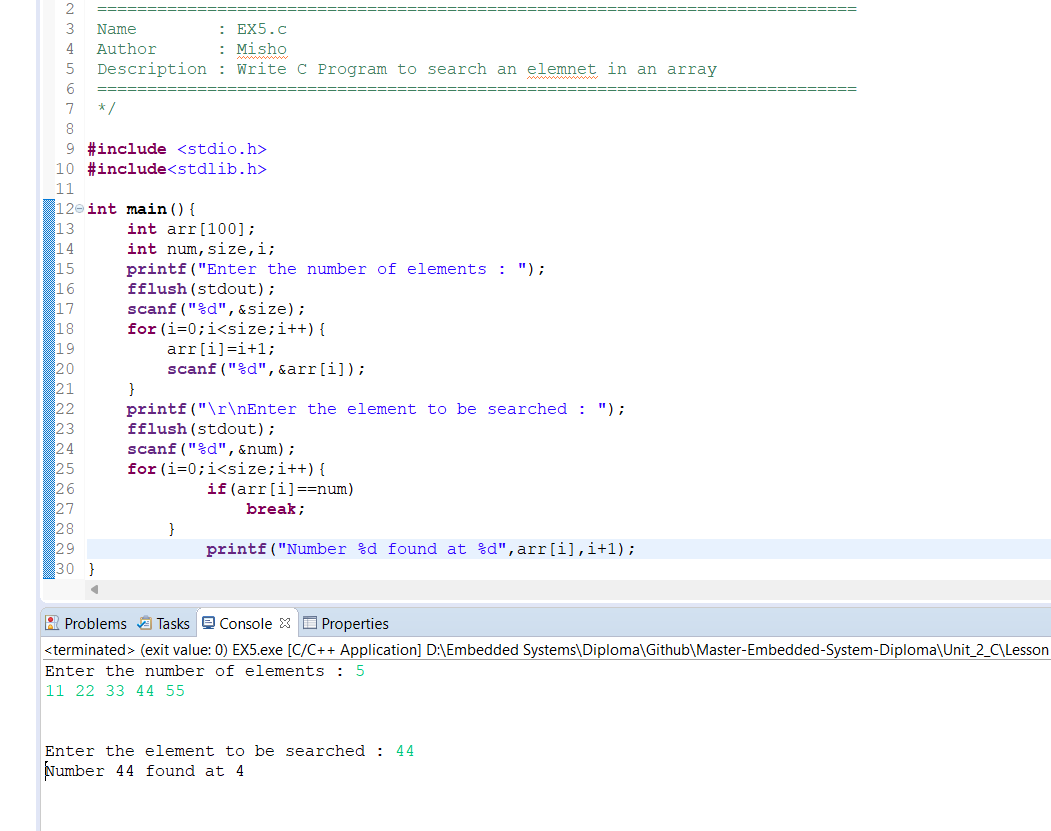 2 =============================================================================
3 Name        : EX5.c
4 Author      : Misho
5 Description : Write C Program to search an elemnet in an array
6 =============================================================================
7 */
8
9 #include <stdio.h>
10 #include<stdlib.h>
11
12 int main(){
13     int arr[100];
14     int num,size,i;
15     printf("Enter the number of elements : ");
16     fflush(stdout);
17     scanf("%d",&size);
18     for(i=0;i<size;i++){
19         arr[i]=i+1;
20         scanf("%d",&arr[i]);
21     }
22     printf("\r\nEnter the element to be searched : ");
23     fflush(stdout);
24     scanf("%d",&num);
25     for(i=0;i<size;i++){
26             if(arr[i]==num)
27                 break;
28         }
29             printf("Number %d found at %d",arr[i],i+1);
30 }
Problems Tasks Console Properties
<terminated> (exit value: 0) EX5.exe [C/C++ Application] D:\Embedded Systems\Diploma\Github\Master-Embedded-System-Diploma\Unit_2_C\Lesson
Enter the number of elements : 5
11 22 33 44 55
Enter the element to be searched : 44
Number 44 found at 4